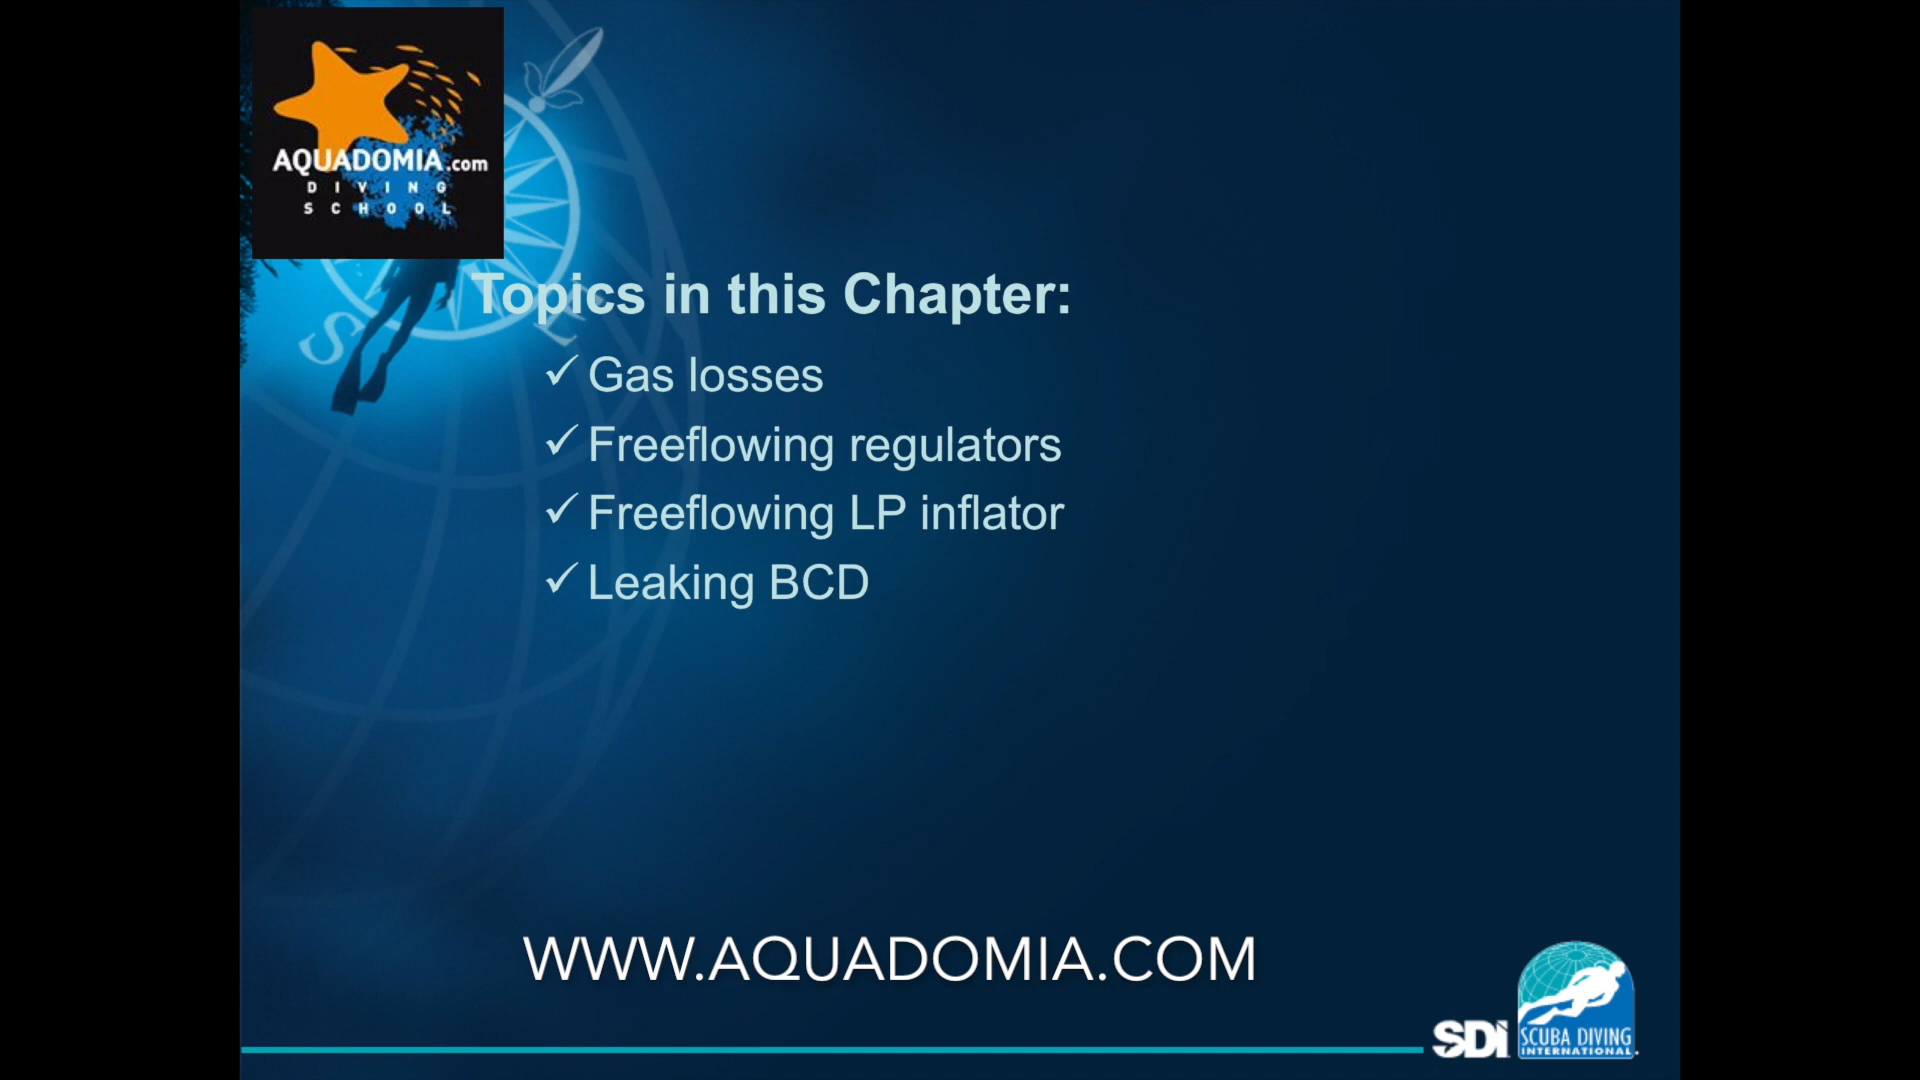 AQUADOMIA.com
DIVING
SCHOOL
S
E
Topics in this Chapter:
✓ Gas losses
✓ Freeflowing regulators
✓ Freeflowing LP inflator
✓ Leaking BCD
WWW.AQUADOMIA.COM
SDI
SCUBA DIVING
INTERNATIONAL.